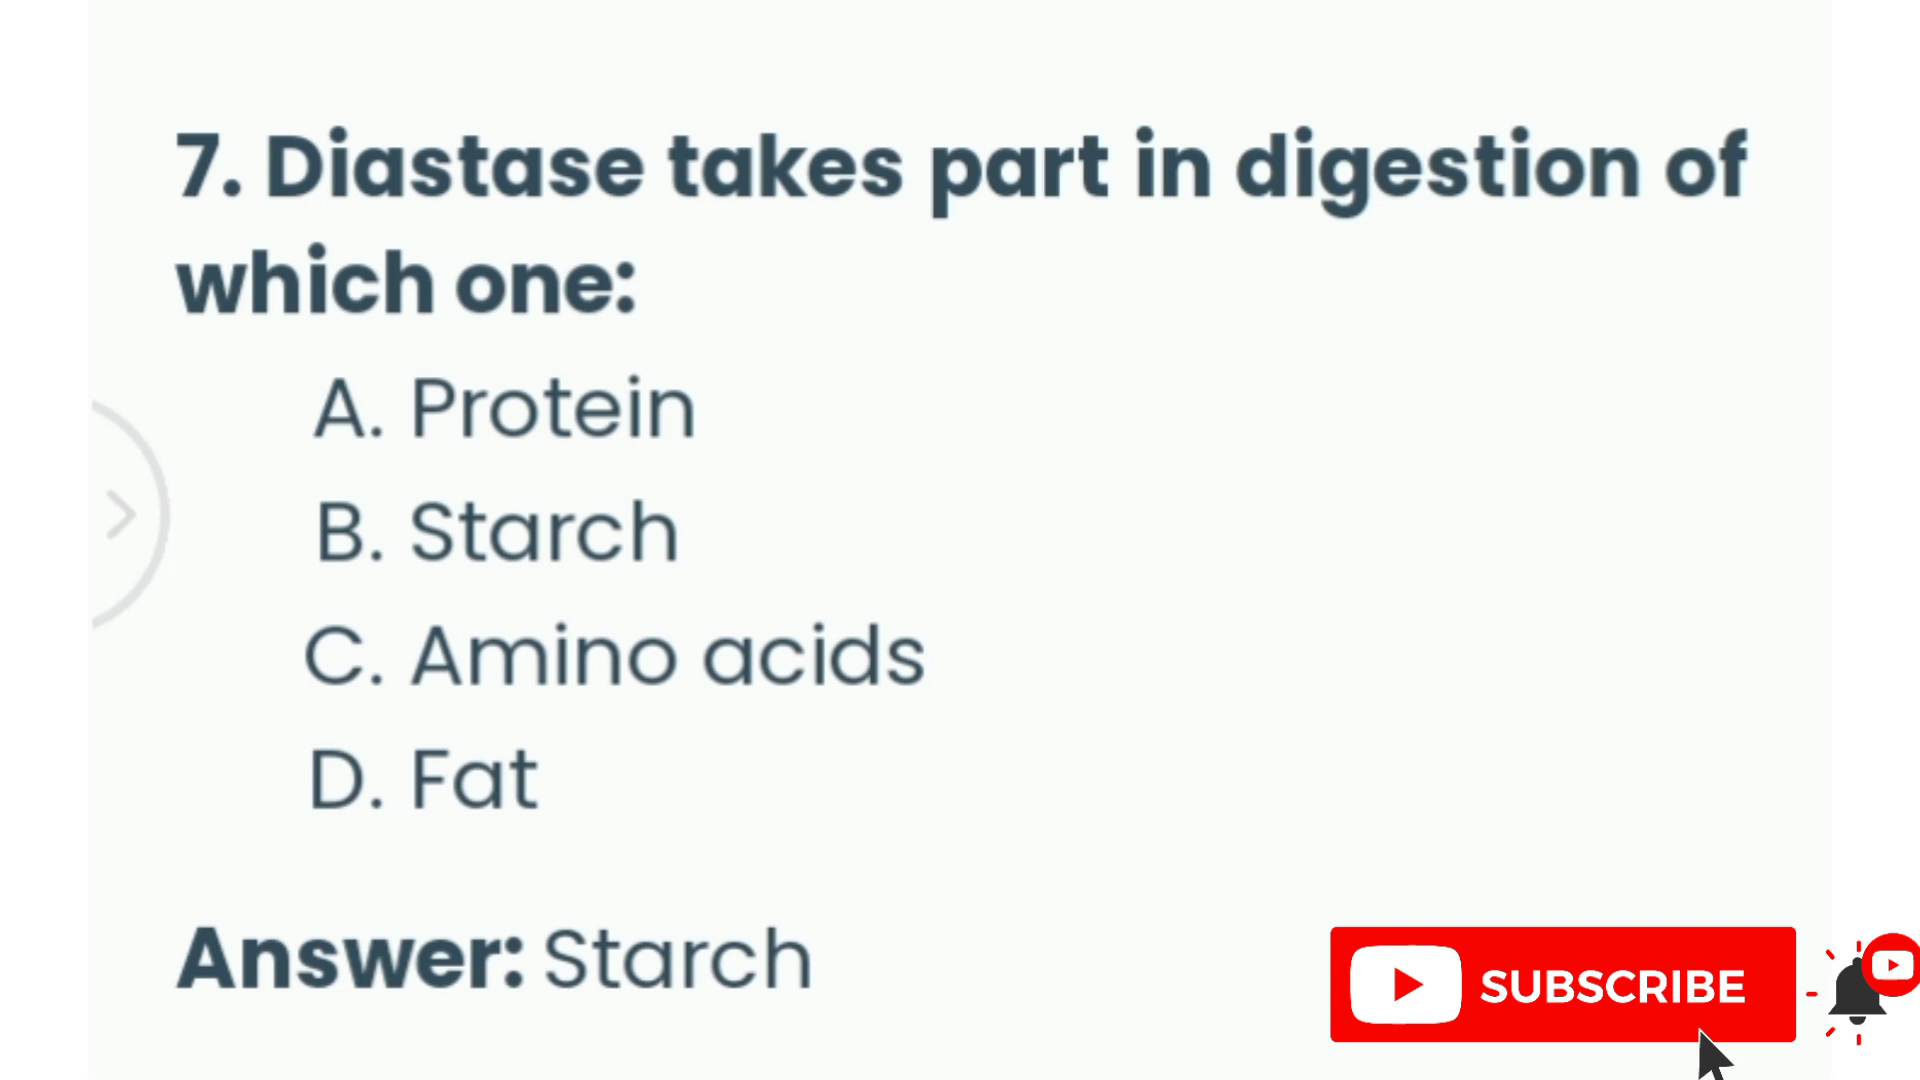 7. Diastase takes part in digestion of
which one:
A. Protein
B. Starch
C. Amino acids
D. Fat
Answer: Starch
SUBSCRIBE